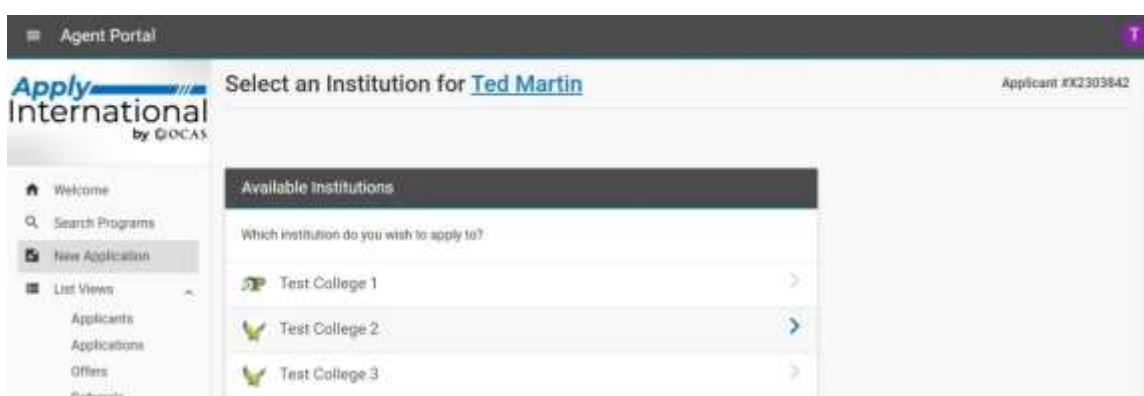 Agent Portal
T
Apply
International
by OCAS
Select an Institution for Ted Martin
Applicant #X2303842
Welcome
Search Programs
New Application
List Views
Applicants
Applications
Offers
Available Institutions
Which institution do you wish to apply to?
Test College 1
Test College 2
Test College 3